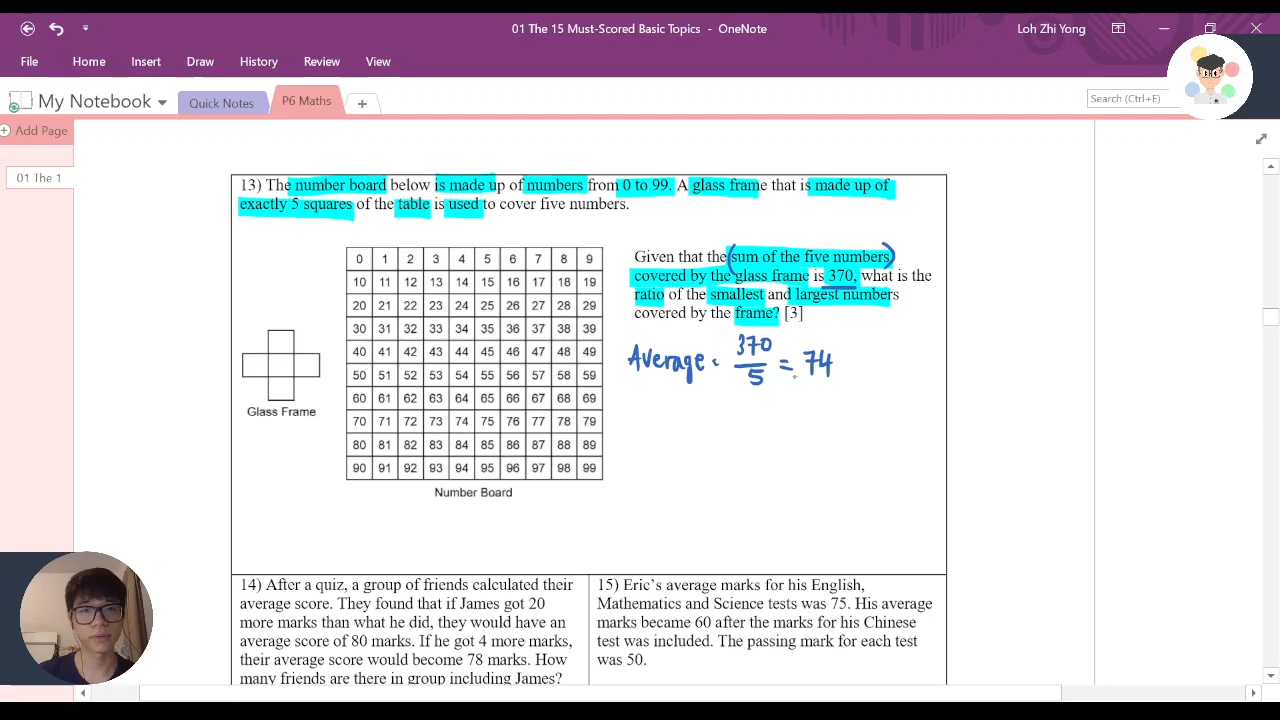 01 The 15 Must-Scored Basic Topics - OneNote
Loh Zhi Yong
File Home Insert Draw History Review View
My Notebook
Quick Notes
P6 Maths
Search (Ctrl+E)
Add Page
01 The 1
13) The number board below is made up of numbers from 0 to 99. A glass frame that is made up of
exactly 5 squares of the table is used to cover five numbers.
0 1 2 3 4 5 6 7 8 9
10 11 12 13 14 15 16 17 18 19
20 21 22 23 24 25 26 27 28 29
30 31 32 33 34 35 36 37 38 39
40 41 42 43 44 45 46 47 48 49
50 51 52 53 54 55 56 57 58 59
60 61 62 63 64 65 66 67 68 69
70 71 72 73 74 75 76 77 78 79
80 81 82 83 84 85 86 87 88 89
90 91 92 93 94 95 96 97 98 99
Glass Frame
Number Board
Given that the (sum of the five numbers)
covered by the glass frame is 370, what is the
ratio of the smallest and largest numbers
covered by the frame? [3]
Average = 370/5 = 74
14) After a quiz, a group of friends calculated their
average score. They found that if James got 20
more marks than what he did, they would have an
average score of 80 marks. If he got 4 more marks,
their average score would become 78 marks. How
many friends are there in group including James?
15) Eric's average marks for his English,
Mathematics and Science tests was 75. His average
marks became 60 after the marks for his Chinese
test was included. The passing mark for each test
was 50.